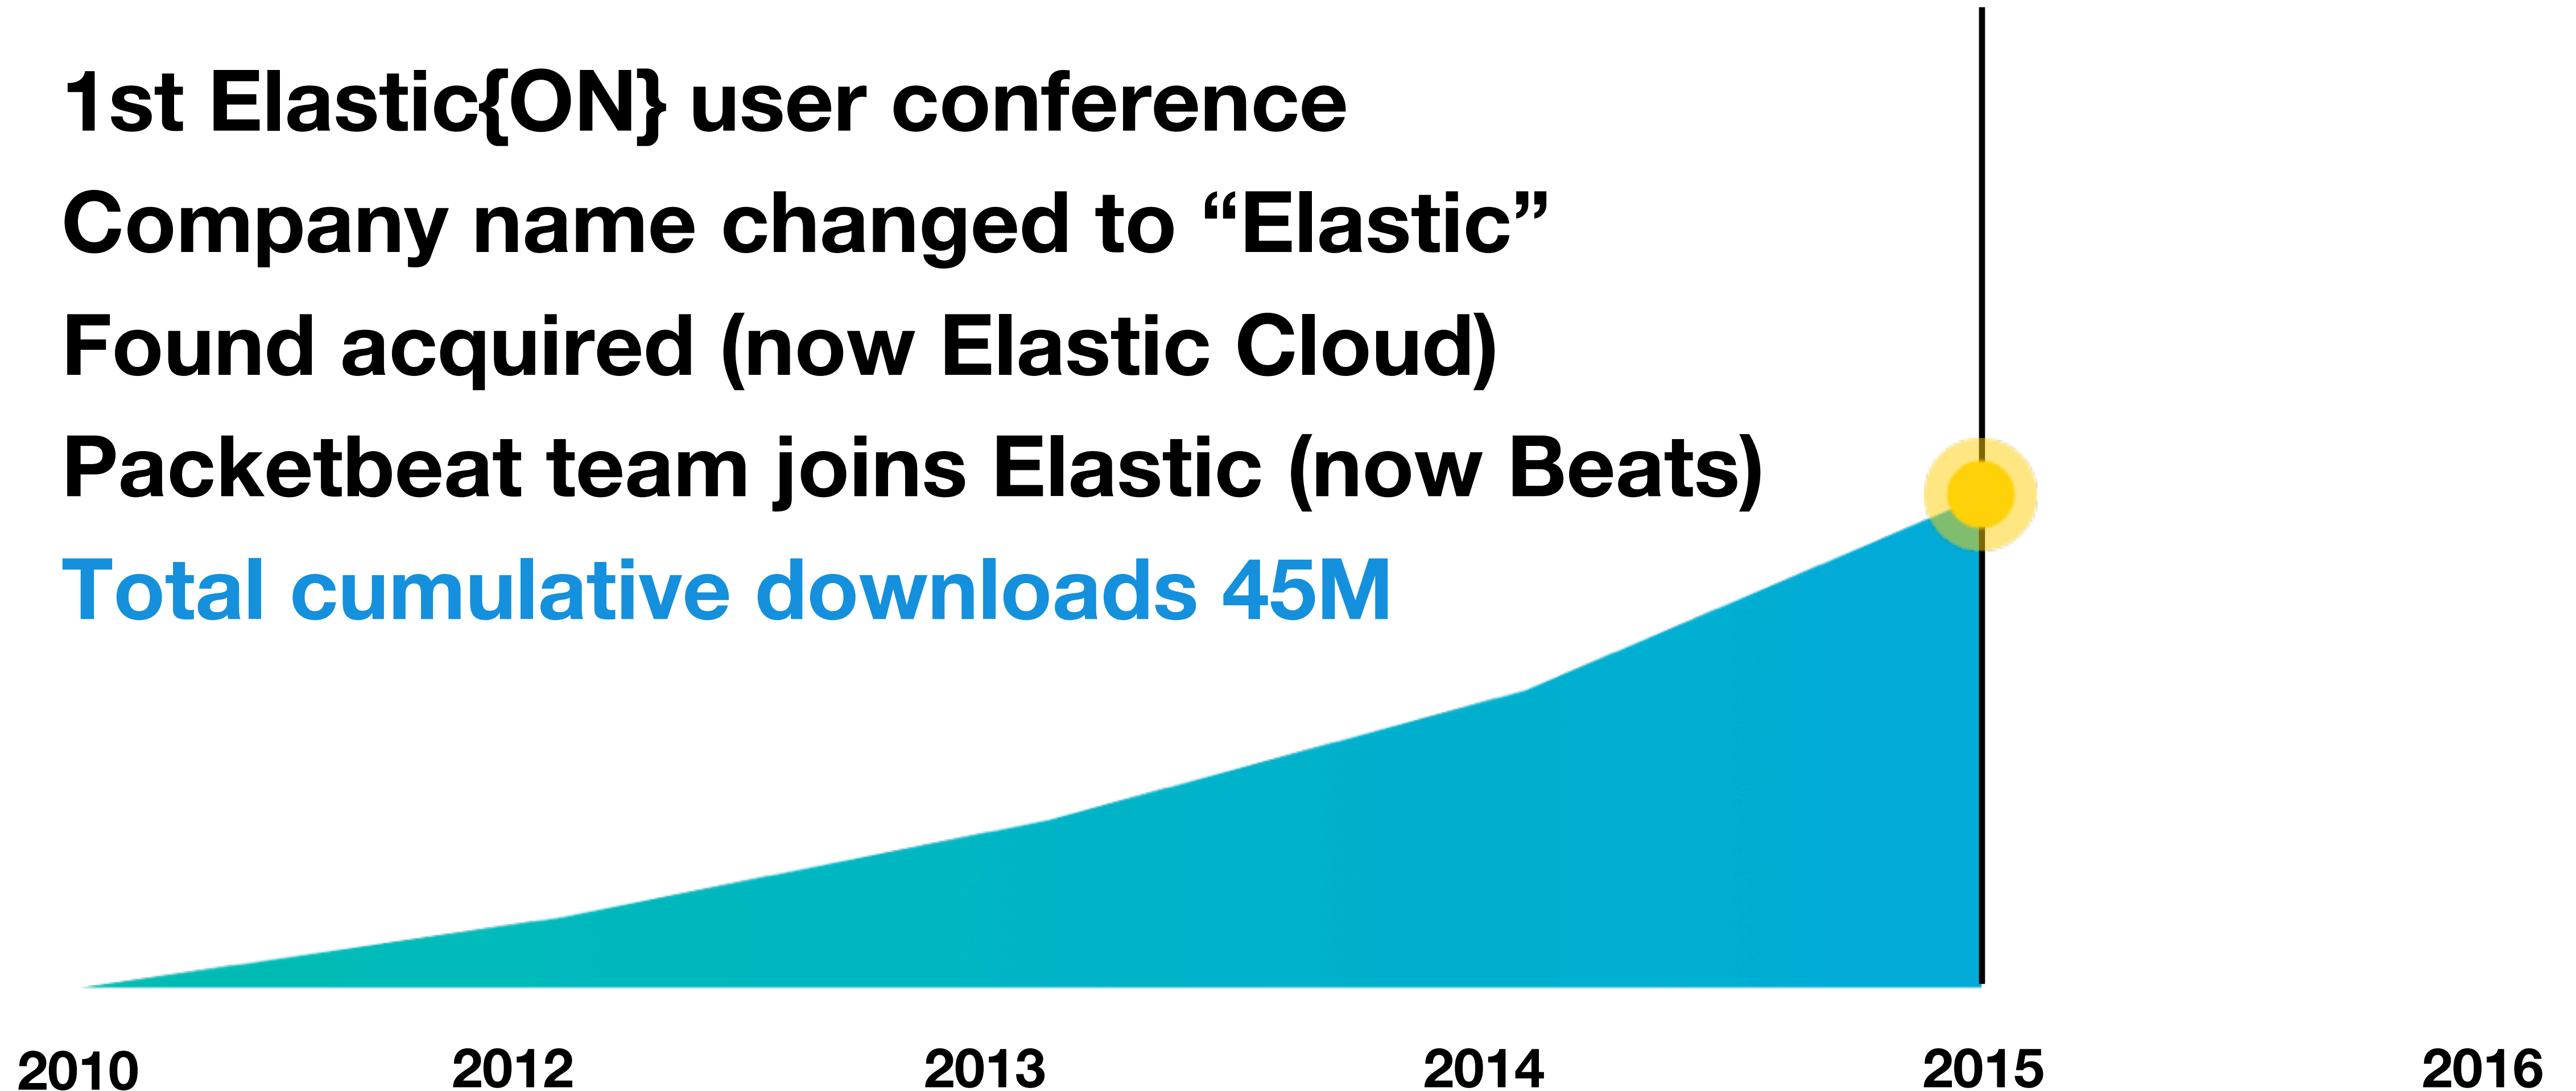 1st Elastic{ON} user conference
Company name changed to “Elastic”
Found acquired (now Elastic Cloud)
Packetbeat team joins Elastic (now Beats)
Total cumulative downloads 45M
2010 2012 2013 2014 2015 2016